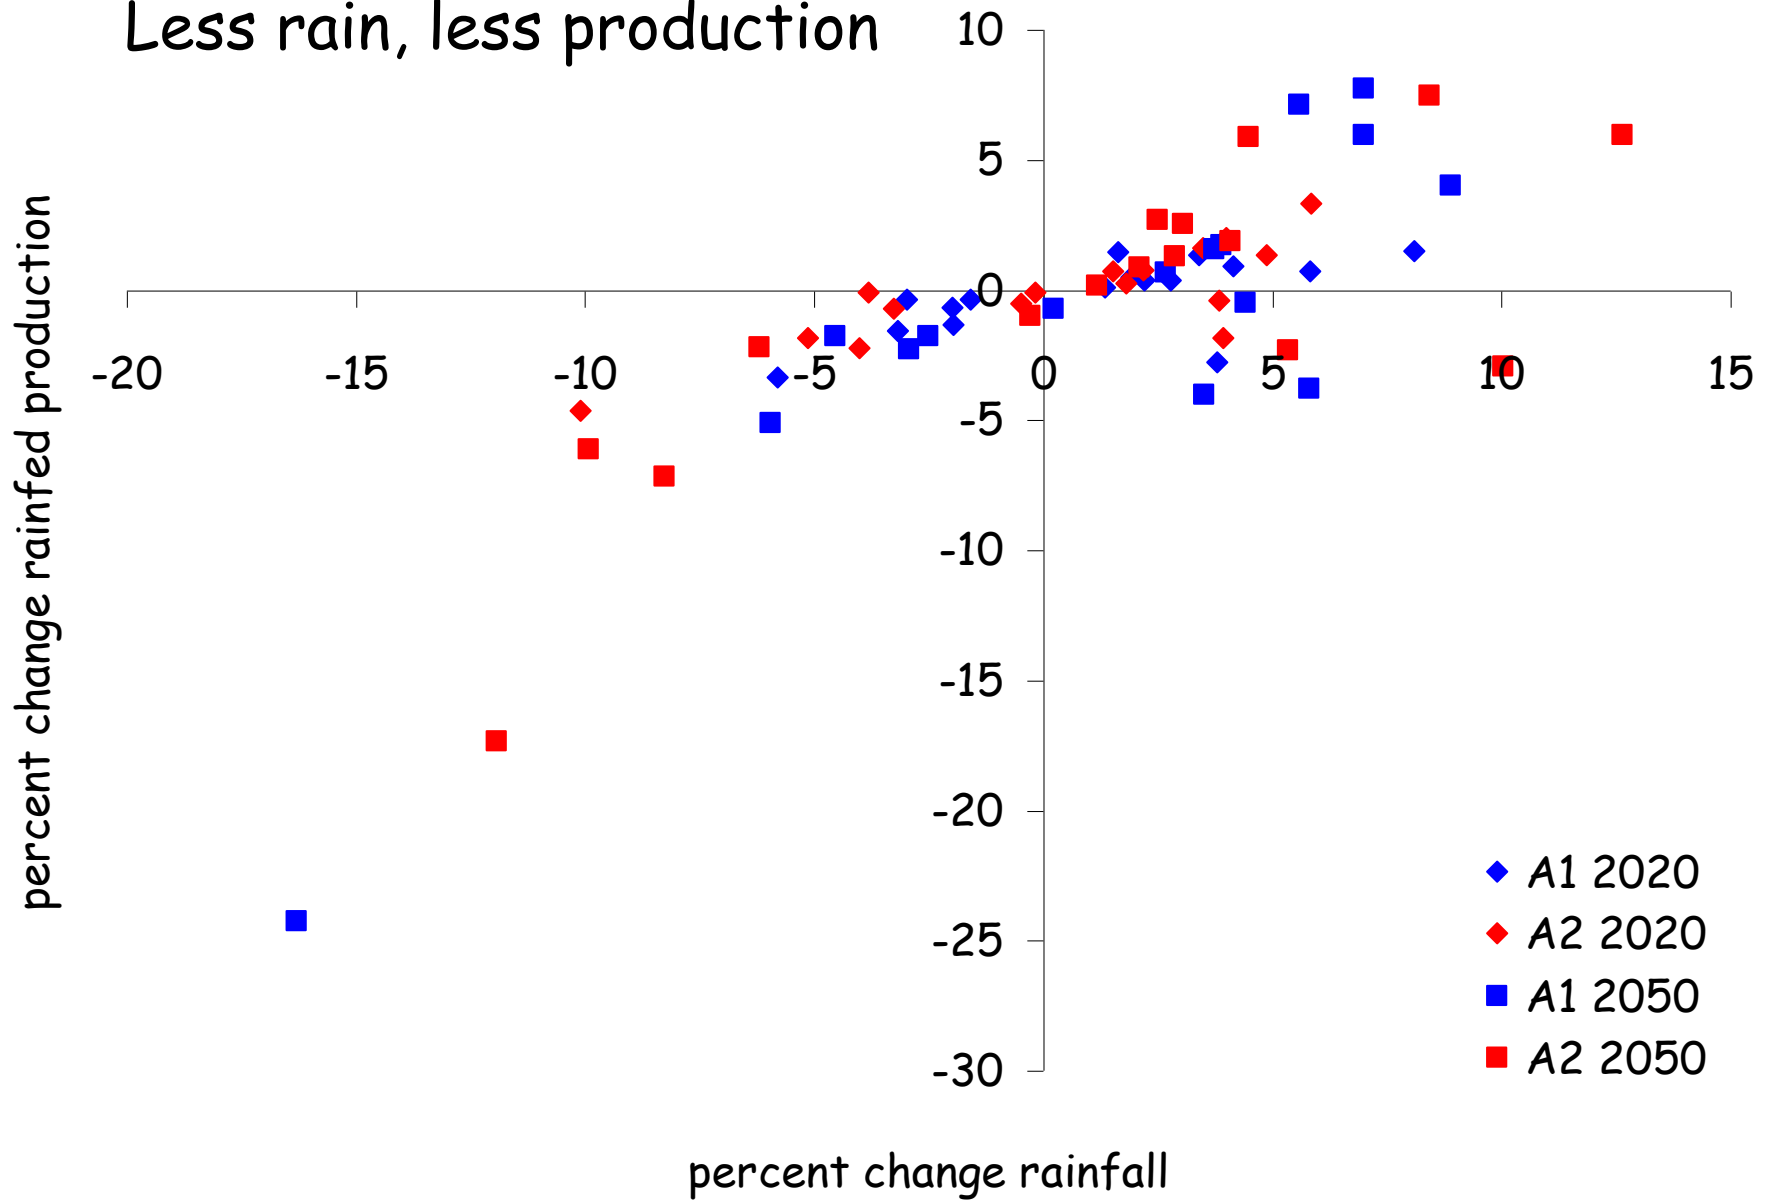 Less rain, less production
10
5
0
-20 -15 -10 -5 0 5 10 15
-5
-10
-15
-20
-25
-30
percent change rainfed production
A1 2020
A2 2020
A1 2050
A2 2050
percent change rainfall